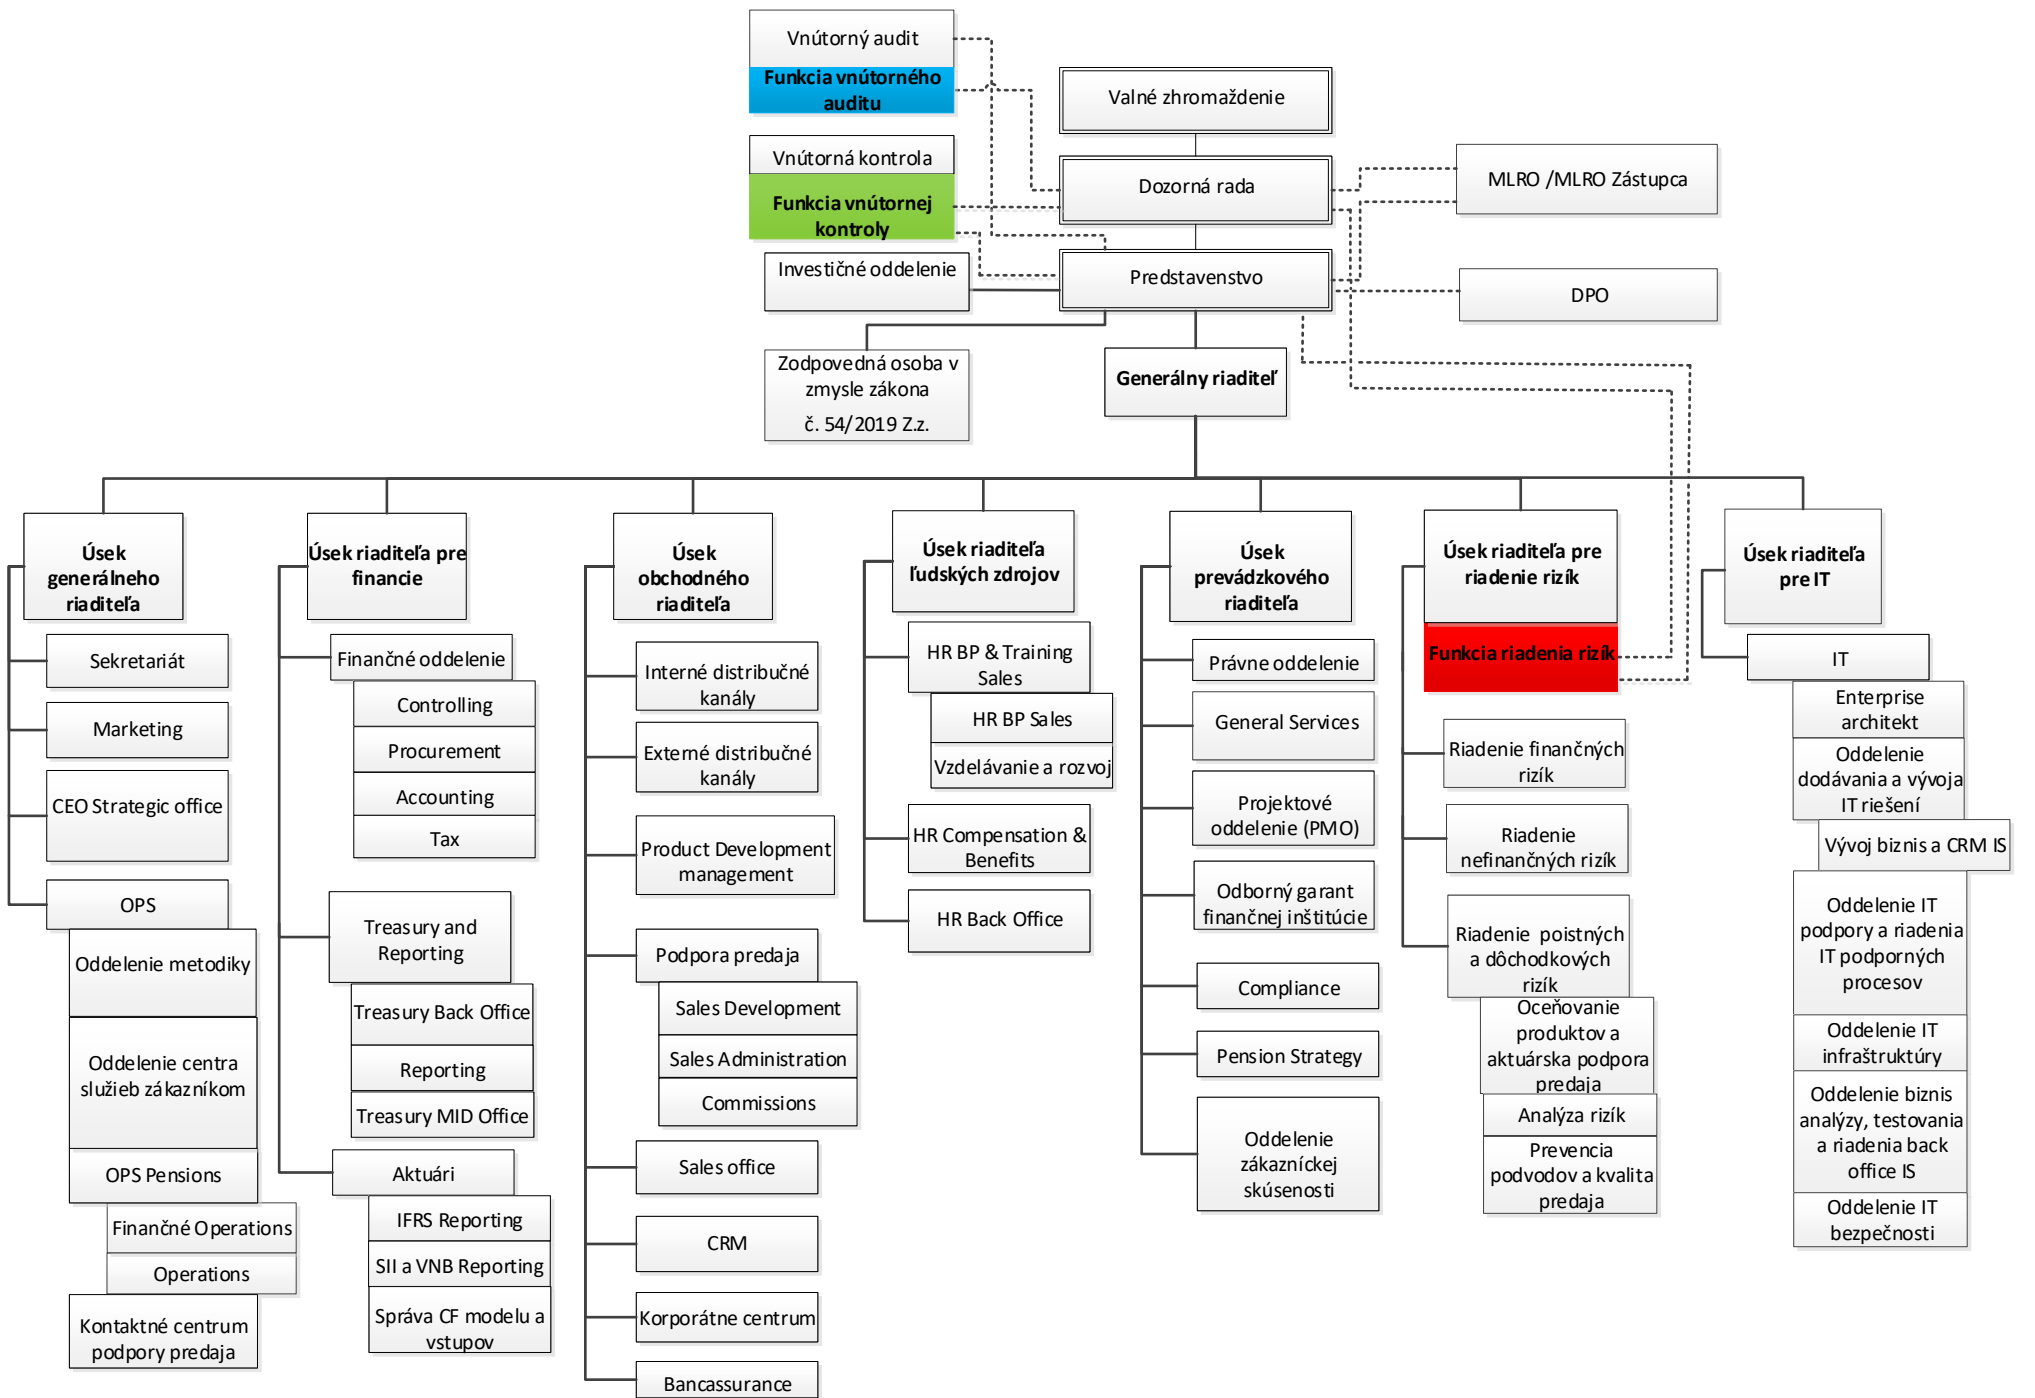 Vnútorný audit
Funkcia vnútorného
auditu
Valné zhromaždenie
Vnútorná kontrola
Funkcia vnútornej
kontroly
Dozorná rada
MLRO /MLRO Zástupca
Investičné oddelenie
Predstavenstvo
DPO
Zodpovedná osoba v
zmysle zákona
č. 54/2019 Z.z.
Generálny riaditeľ
Úsek
generálneho
riaditeľa
Sekretariát
Marketing
CEO Strategic office
OPS
Oddelenie metodiky
Oddelenie centra
služieb zákazníkom
OPS Pensions
Finančné Operations
Operations
Kontaktné centrum
podpory predaja
Úsek riaditeľa pre
financie
Finančné oddelenie
Controlling
Procurement
Accounting
Tax
Treasury and
Reporting
Treasury Back Office
Reporting
Treasury MID Office
Aktuári
IFRS Reporting
SII a VNB Reporting
Správa CF modelu a
vstupov
Úsek
obchodného
riaditeľa
Interné distribučné
kanály
Externé distribučné
kanály
Product Development
management
Podpora predaja
Sales Development
Sales Administration
Commissions
Sales office
CRM
Korporátne centrum
Bancassurance
Úsek riaditeľa
ľudských zdrojov
HR BP & Training
Sales
HR BP Sales
Vzdelávanie a rozvoj
HR Compensation &
Benefits
HR Back Office
Úsek
prevádzkového
riaditeľa
Právne oddelenie
General Services
Projektové
oddelenie (PMO)
Odborný garant
finančnej inštitúcie
Compliance
Pension Strategy
Oddelenie
zákazníckej
skúsenosti
Úsek riaditeľa pre
riadenie rizík
Funkcia riadenia rizík
Riadenie finančných
rizík
Riadenie
nefinančných rizík
Riadenie poistných
a dôchodkových
rizík
Oceňovanie
produktov a
aktuárska podpora
predaja
Analýza rizík
Prevencia
podvodov a kvalita
predaja
Úsek riaditeľa
pre IT
IT
Enterprise
architekt
Oddelenie
dodávania a vývoja
IT riešení
Vývoj biznis a CRM IS
Oddelenie IT
podpory a riadenia
IT podporných
procesov
Oddelenie IT
infraštruktúry
Oddelenie biznis
analýzy, testovania
a riadenia back
office IS
Oddelenie IT
bezpečnosti